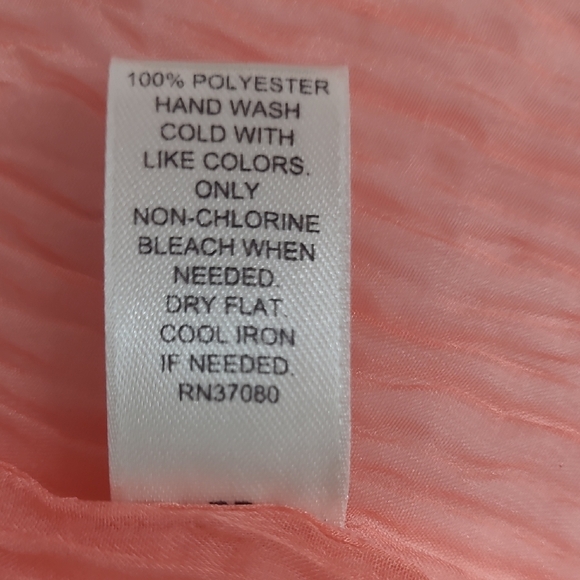 100% POLYESTER
HAND WASH
COLD WITH
LIKE COLORS.
ONLY
NON-CHLORINE
BLEACH WHEN
NEEDED.
DRY FLAT.
COOL IRON
IF NEEDED.
RN37080